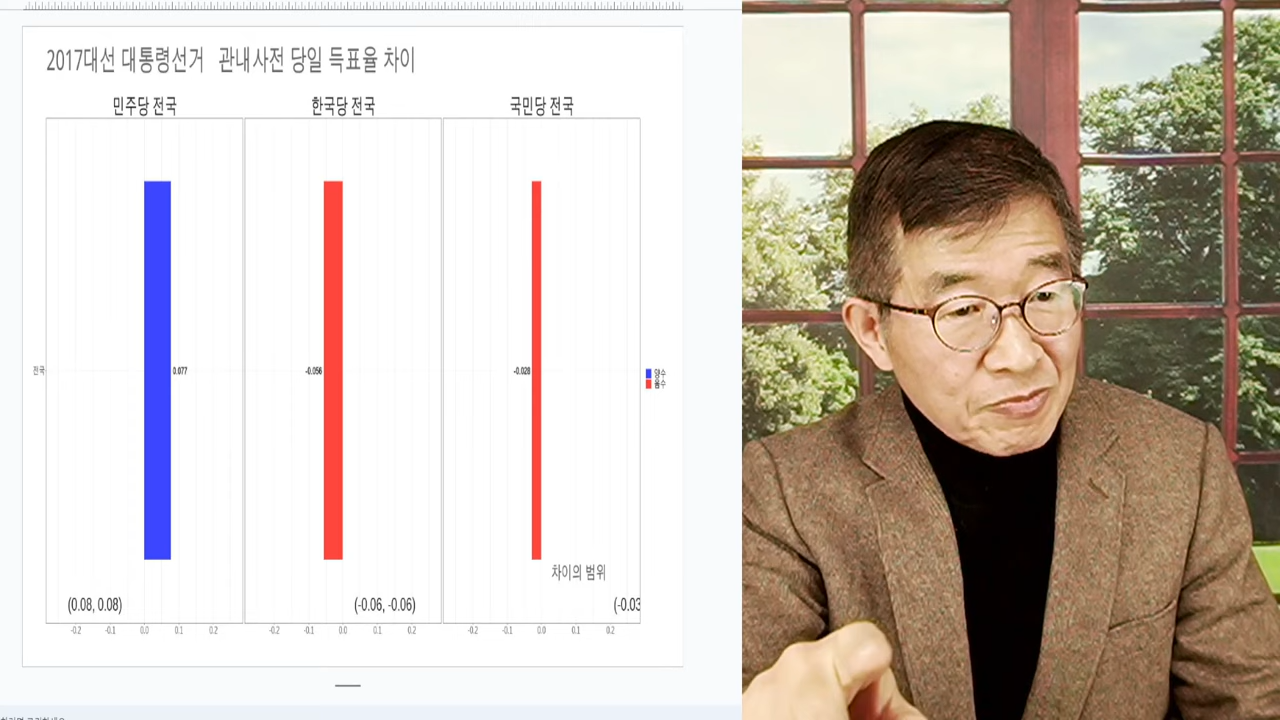 2017대선 대통령선거 관내사전 당일 득표율 차이
민주당 전국 한국당 전국 국민당 전국
전국 0.077 -0.056 -0.028
양수
음수
차이의 범위
(0.08, 0.08) (-0.06, -0.06) (-0.03
-0.2 -0.1 0.0 0.1 0.2 -0.2 -0.1 0.0 0.1 0.2 -0.2 -0.1 0.0 0.1 0.2